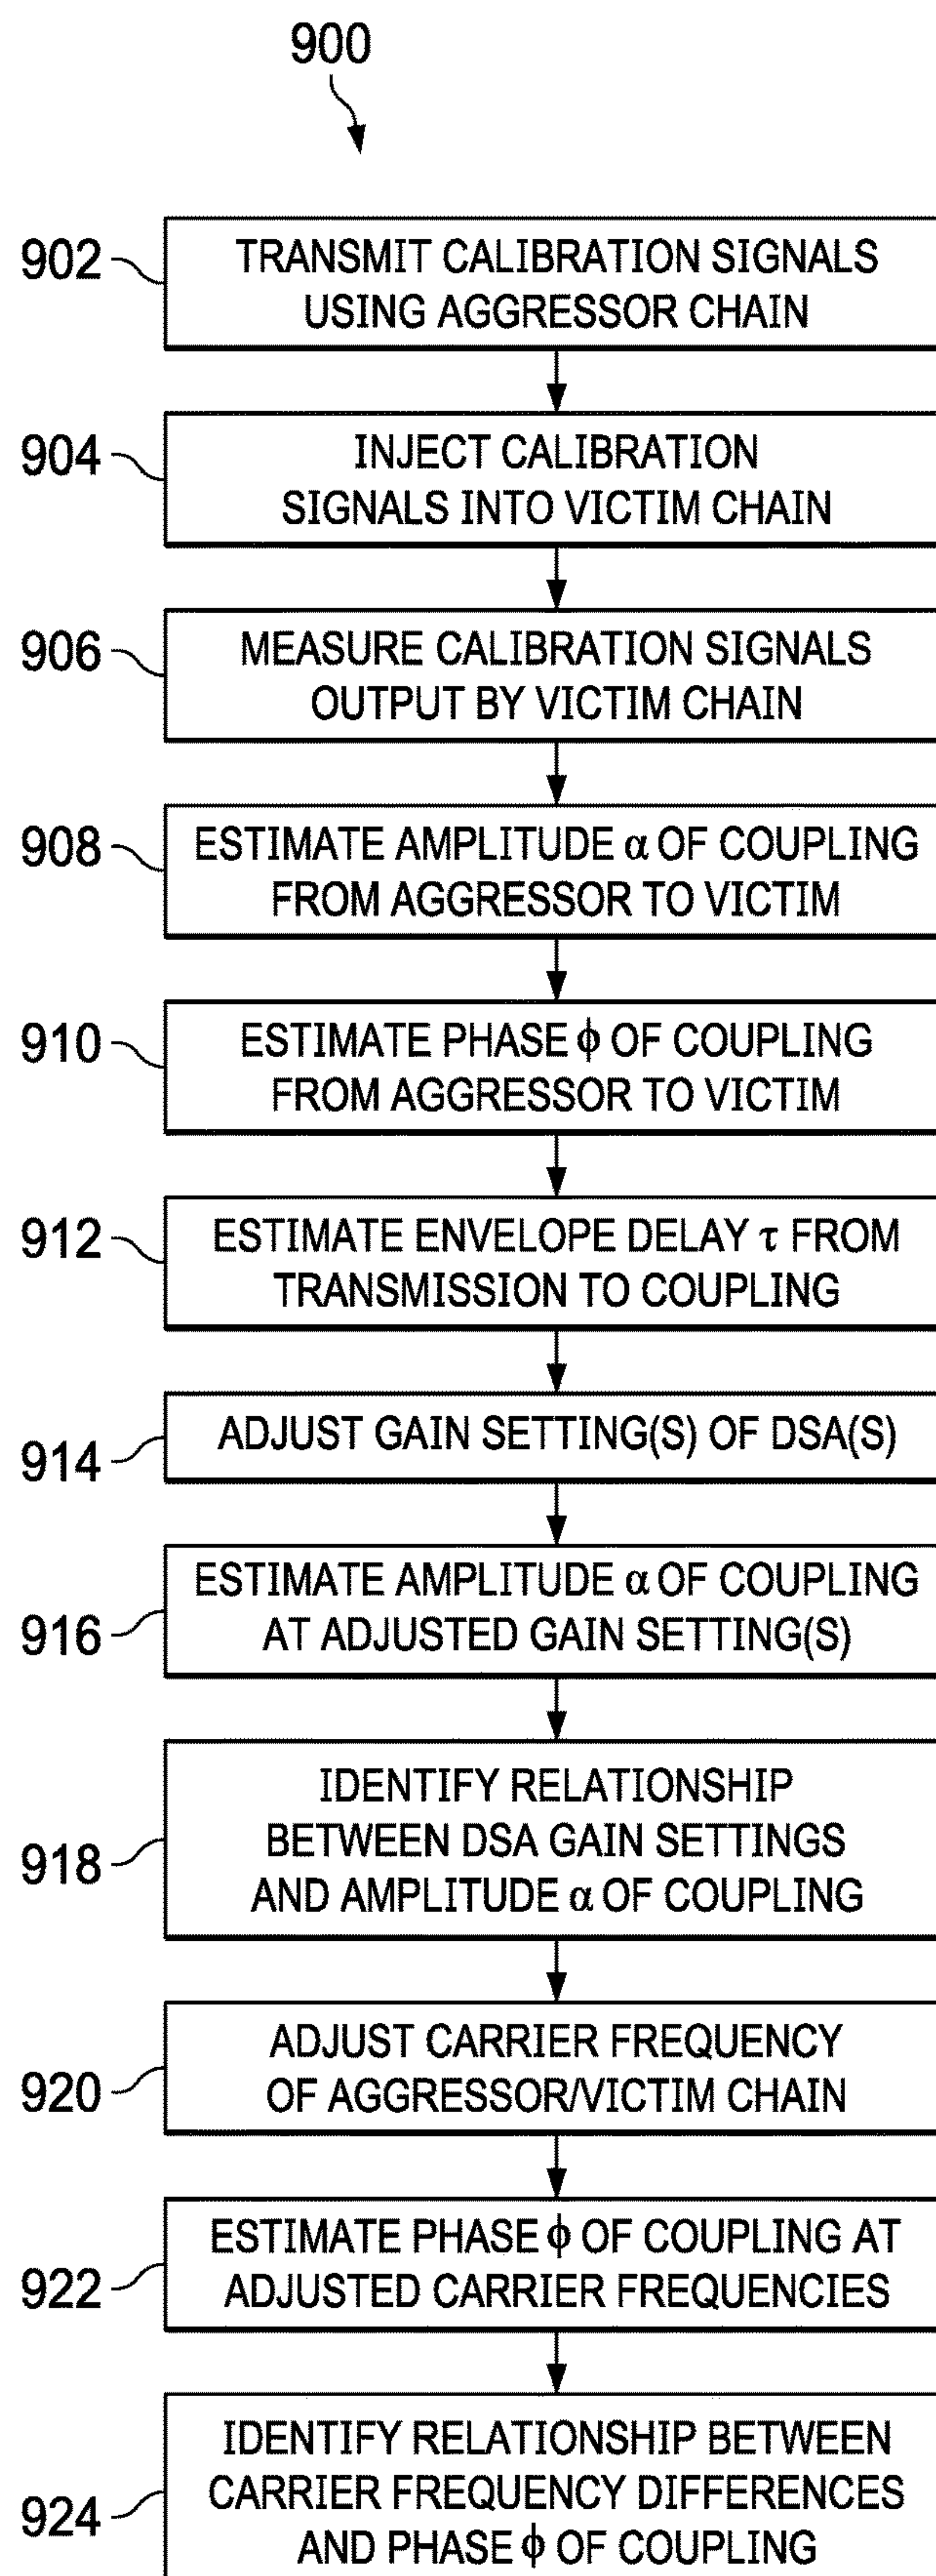 900
902
TRANSMIT CALIBRATION SIGNALS
USING AGGRESSOR CHAIN
904
INJECT CALIBRATION
SIGNALS INTO VICTIM CHAIN
906
MEASURE CALIBRATION SIGNALS
OUTPUT BY VICTIM CHAIN
908
ESTIMATE AMPLITUDE α OF COUPLING
FROM AGGRESSOR TO VICTIM
910
ESTIMATE PHASE ϕ OF COUPLING
FROM AGGRESSOR TO VICTIM
912
ESTIMATE ENVELOPE DELAY τ FROM
TRANSMISSION TO COUPLING
914
ADJUST GAIN SETTING(S) OF DSA(S)
916
ESTIMATE AMPLITUDE α OF COUPLING
AT ADJUSTED GAIN SETTING(S)
918
IDENTIFY RELATIONSHIP
BETWEEN DSA GAIN SETTINGS
AND AMPLITUDE α OF COUPLING
920
ADJUST CARRIER FREQUENCY
OF AGGRESSOR/VICTIM CHAIN
922
ESTIMATE PHASE ϕ OF COUPLING AT
ADJUSTED CARRIER FREQUENCIES
924
IDENTIFY RELATIONSHIP BETWEEN
CARRIER FREQUENCY DIFFERENCES
AND PHASE ϕ OF COUPLING